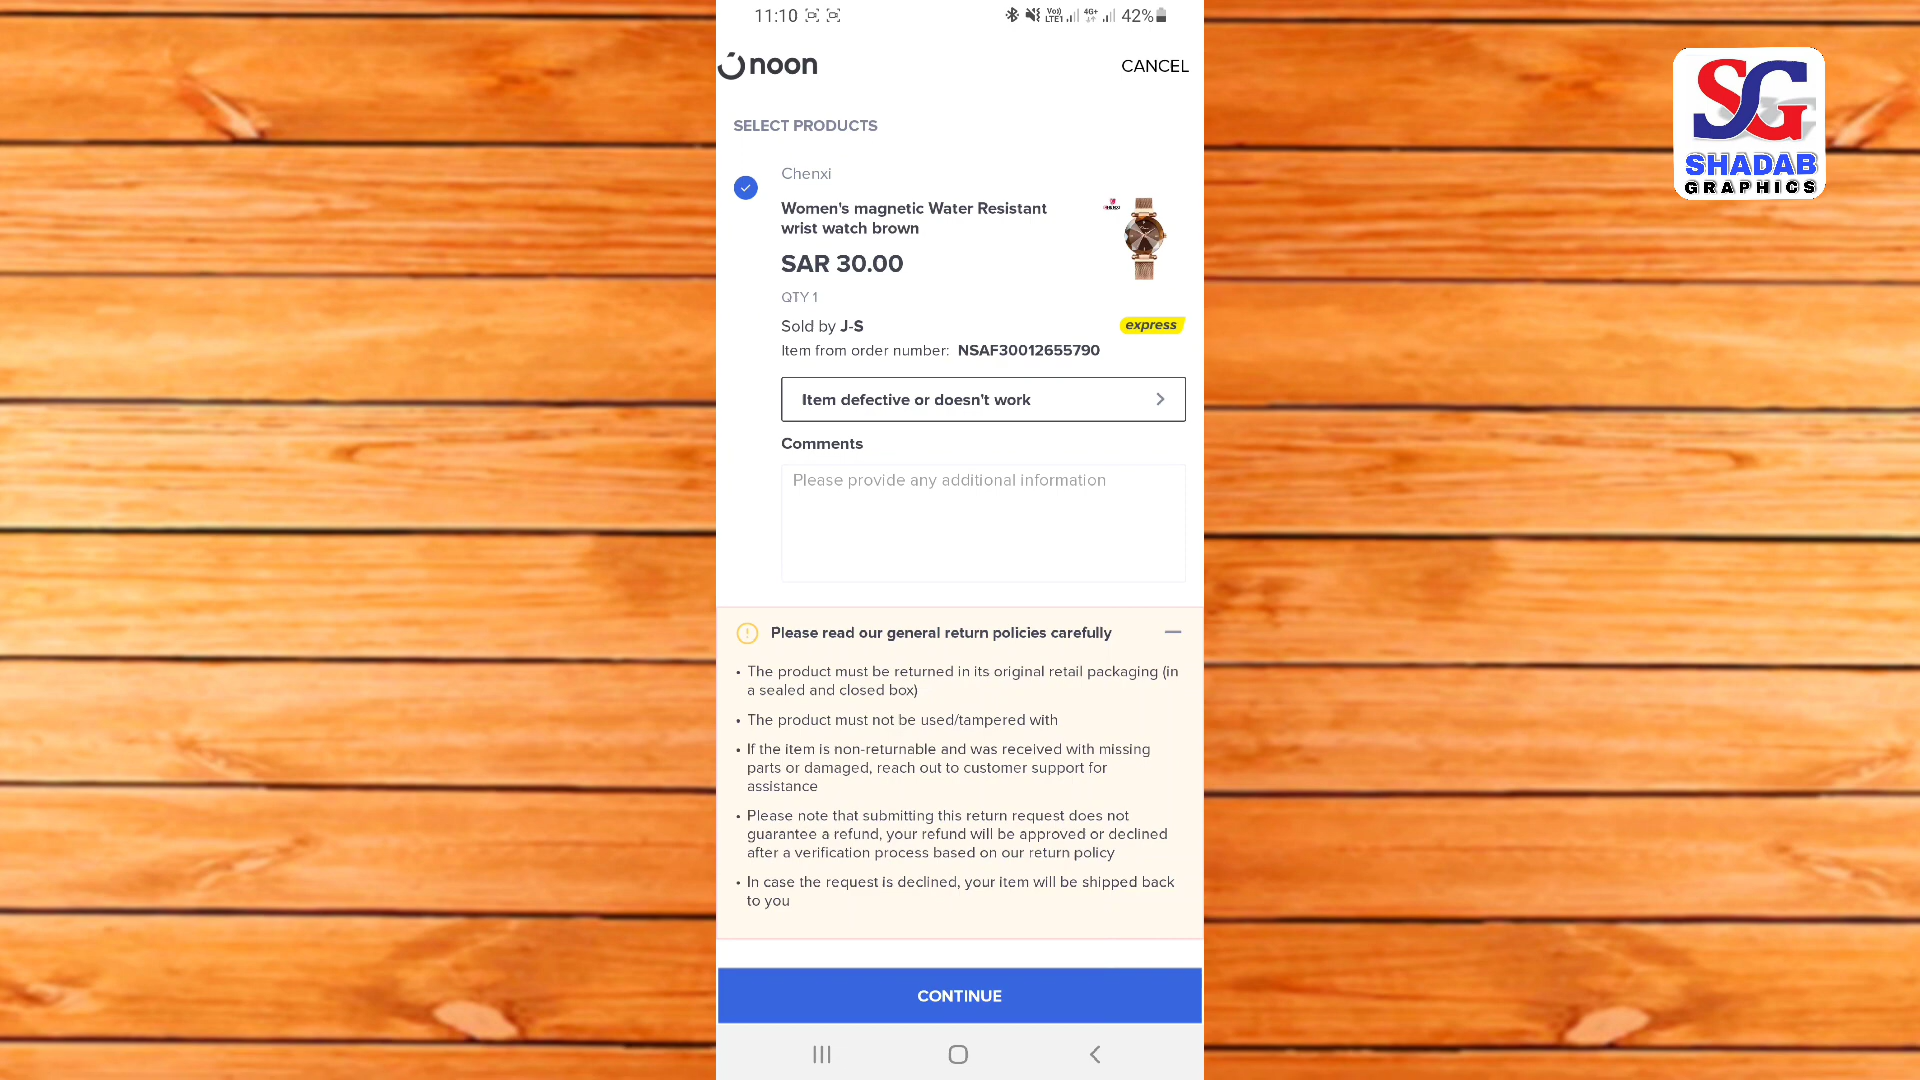 11:10
Vo)) LTE1 4G+ 42%
noon
CANCEL
SELECT PRODUCTS
Chenxi
Women's magnetic Water Resistant
wrist watch brown
SAR 30.00
QTY 1
Sold by J-S
express
Item from order number: NSAF30012655790
Item defective or doesn't work
Comments
Please provide any additional information
Please read our general return policies carefully
• The product must be returned in its original retail packaging (in
a sealed and closed box)
• The product must not be used/tampered with
• If the item is non-returnable and was received with missing
parts or damaged, reach out to customer support for
assistance
• Please note that submitting this return request does not
guarantee a refund, your refund will be approved or declined
after a verification process based on our return policy
• In case the request is declined, your item will be shipped back
to you
CONTINUE
SG
SHADAB
GRAPHICS